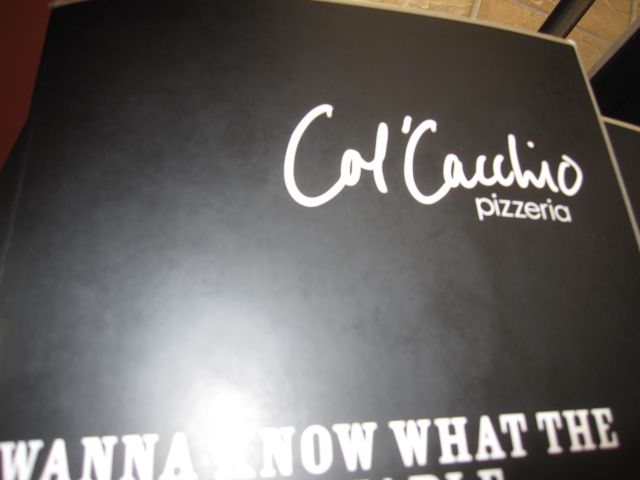 Col'Cacchio
pizzeria
WANNA KNOW WHAT THE